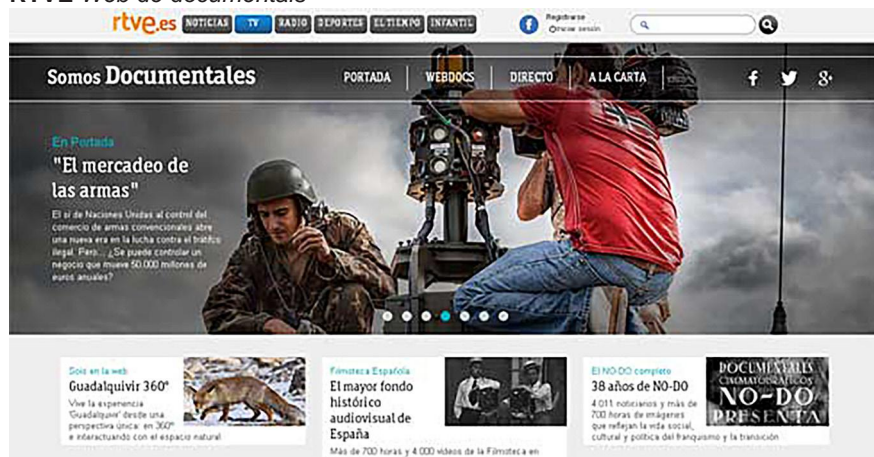 RTVE Web de documentals
rtve.es NOTICIAS TV RADIO DEPORTES EL TIEMPO INFANTIL
Registrarse
Iniciar sesión
Somos Documentales
PORTADA WEBDOCS DIRECTO A LA CARTA
En Portada
"El mercadeo de
las armas"
El sí de Naciones Unidas al control del
comercio de armas convencionales abre
una nueva era en la lucha contra el tráfico
ilegal. Pero... ¿Se puede controlar un
negocio que mueve 50.000 millones de
euros anuales?
Solo en la web
Guadalquivir 360°
Vive la experiencia
'Guadalquivir' desde una
perspectiva única: en 360°
e interactuando con el espacio natural
Filmoteca Española
El mayor fondo
histórico
audiovisual de
España
Más de 700 horas y 4.000 vídeos de la Filmoteca en
El NO-DO completo
38 años de NO-DO
4.011 noticiarios y más de
700 horas de imágenes
que reflejan la vida social,
cultural y política del franquismo y la transición
DOCUMENTALES
CINEMATOGRAFICOS
NO-DO
PRESENTA